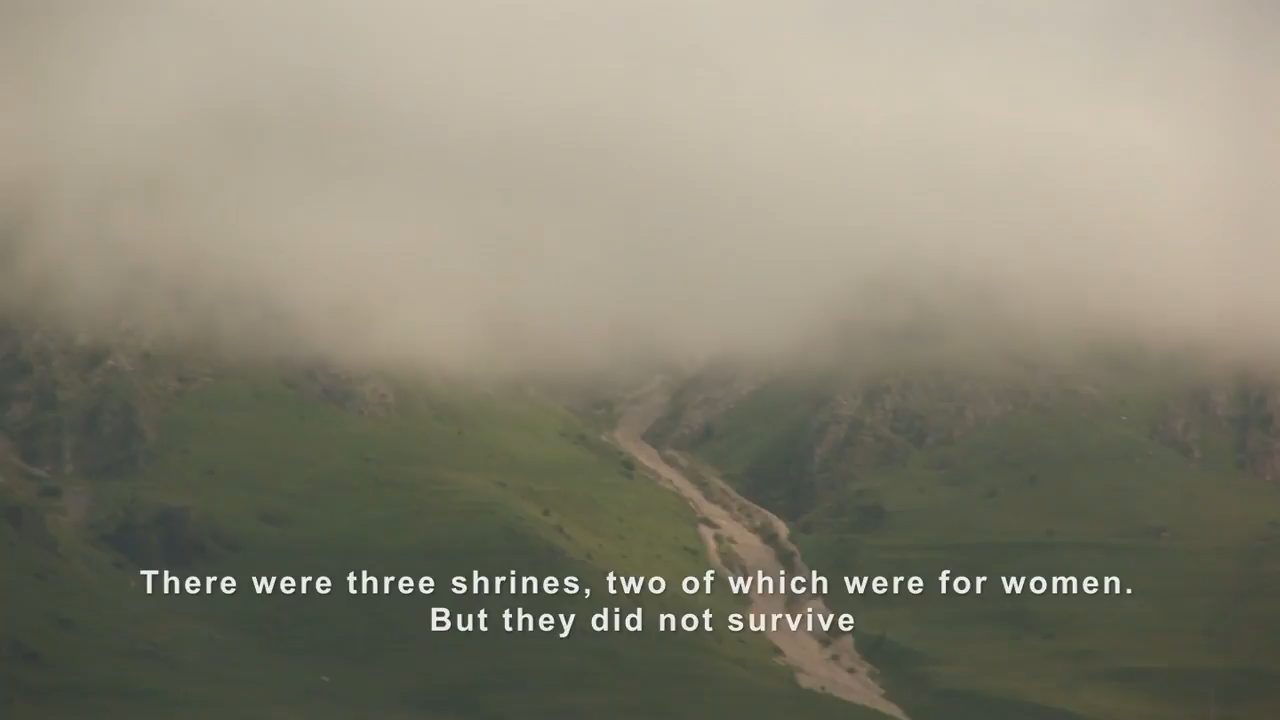 There were three shrines, two of which were for women.
But they did not survive